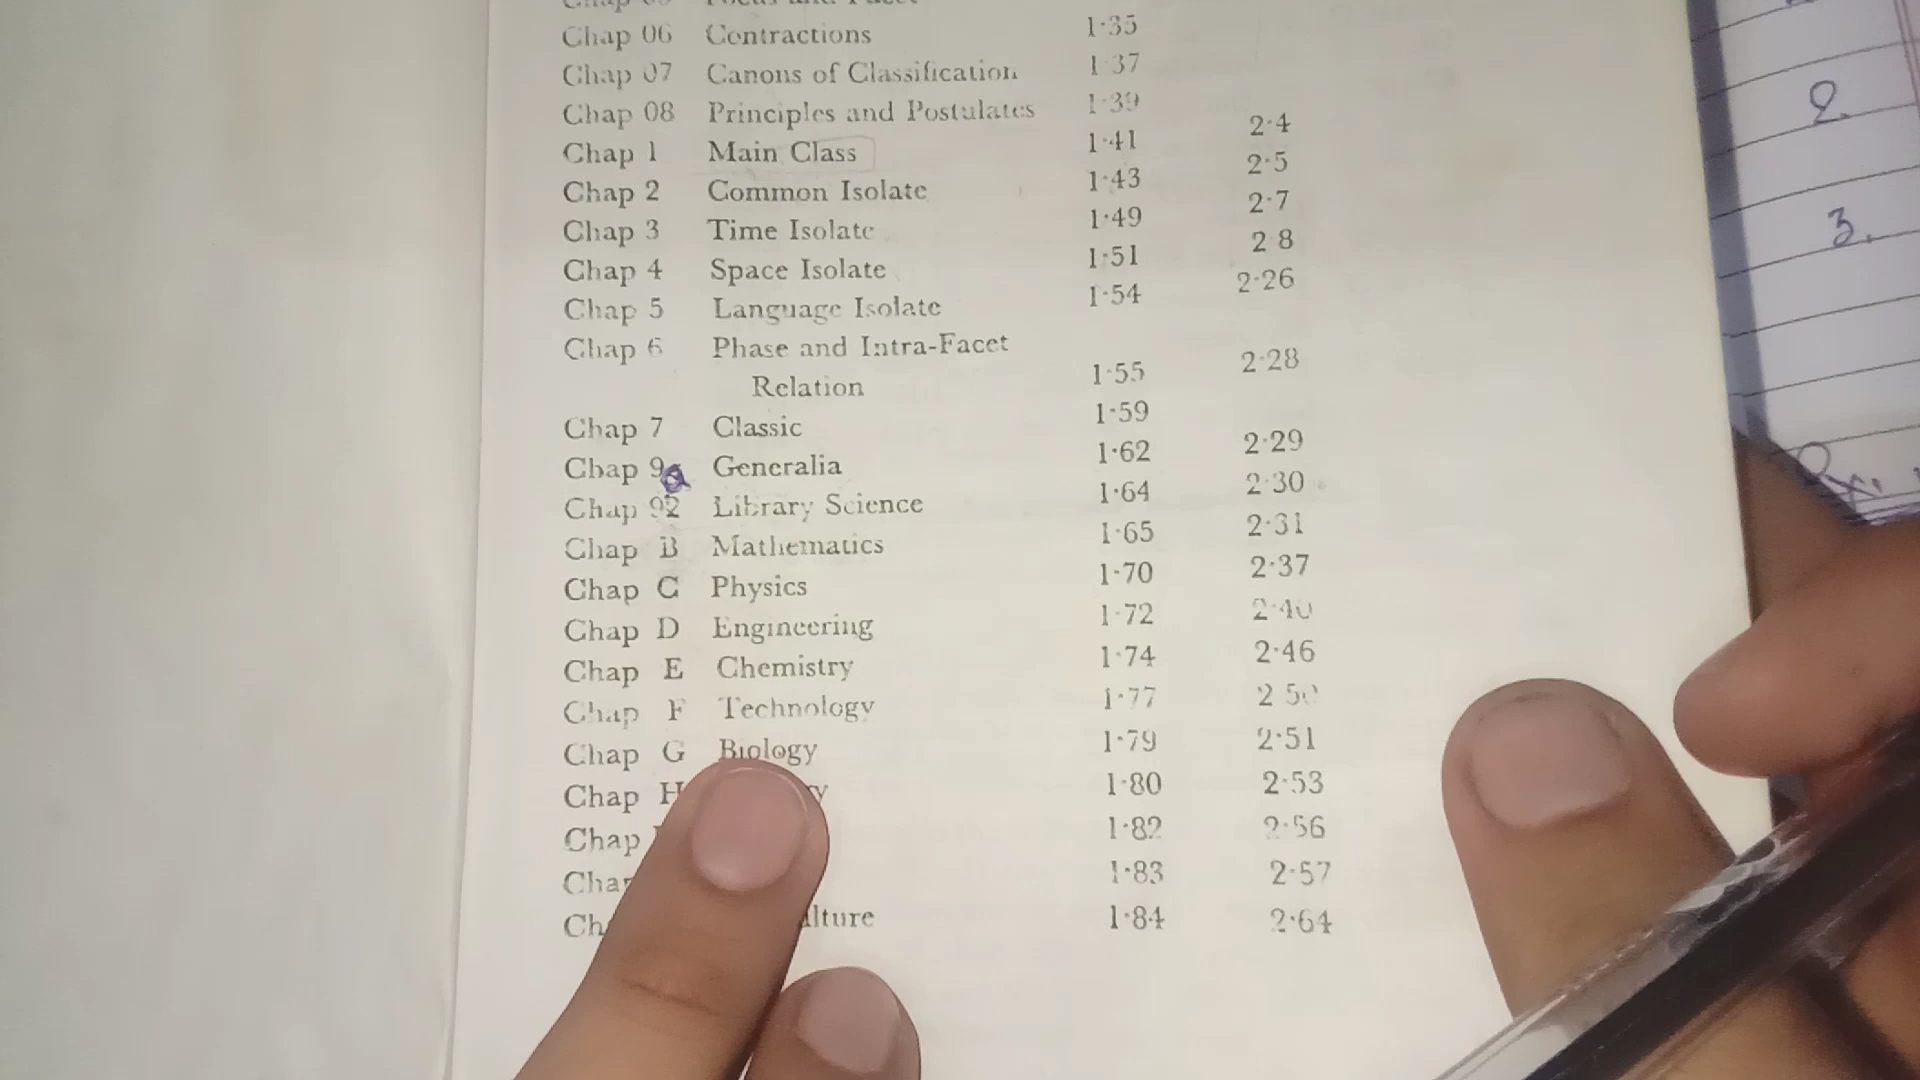 Chap 06 Contractions 1·35
Chap 07 Canons of Classification 1·37
Chap 08 Principles and Postulates 1·39
Chap 1 Main Class 1·41 2·4
Chap 2 Common Isolate 1·43 2·5
Chap 3 Time Isolate 1·49 2·7
Chap 4 Space Isolate 1·51 2 8
Chap 5 Language Isolate 1·54 2·26
Chap 6 Phase and Intra-Facet
Relation 1·55 2·28
Chap 7 Classic 1·59
Chap 9a Generalia 1·62 2·29
Chap 92 Library Science 1·64 2·30
Chap B Mathematics 1·65 2·31
Chap C Physics 1·70 2·37
Chap D Engineering 1·72 2·40
Chap E Chemistry 1·74 2·46
Chap F Technology 1·77 2 50
Chap G Biology 1·79 2·51
Chap H 1·80 2·53
Chap 1·82 2·56
1·83 2·57
1·84 2·64
2.
3.